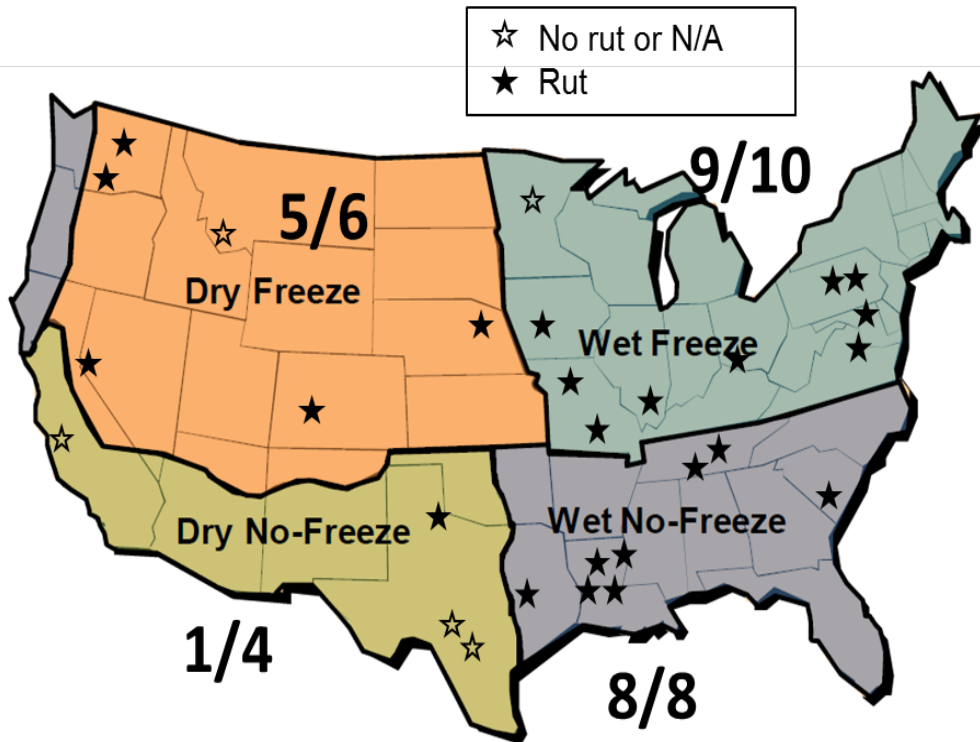 ☆ No rut or N/A
★ Rut
9/10
5/6
Dry Freeze
Wet Freeze
Dry No-Freeze
Wet No-Freeze
1/4
8/8